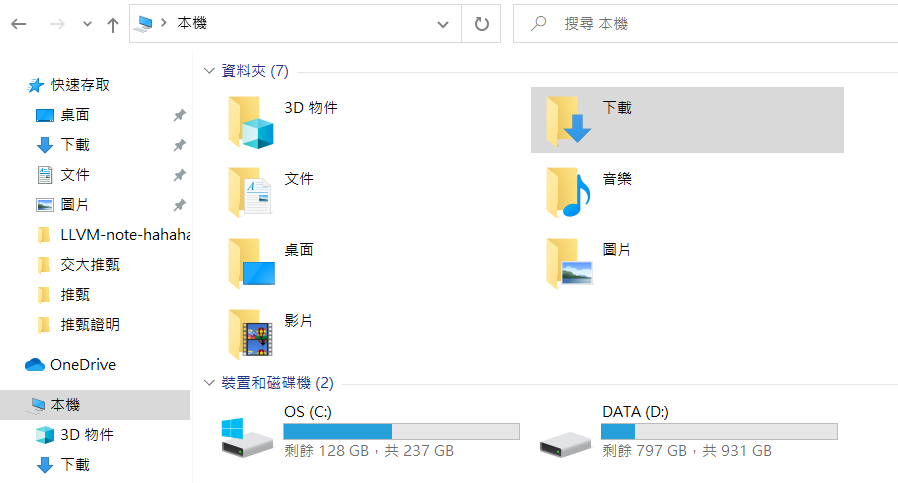 本機
搜尋 本機
快速存取
桌面
下載
文件
圖片
LLVM-note-hahaha
交大推甄
推甄
推甄證明
OneDrive
本機
3D 物件
下載
資料夾 (7)
3D 物件
下載
文件
音樂
桌面
圖片
影片
裝置和磁碟機 (2)
OS (C:)
剩餘 128 GB，共 237 GB
DATA (D:)
剩餘 797 GB，共 931 GB